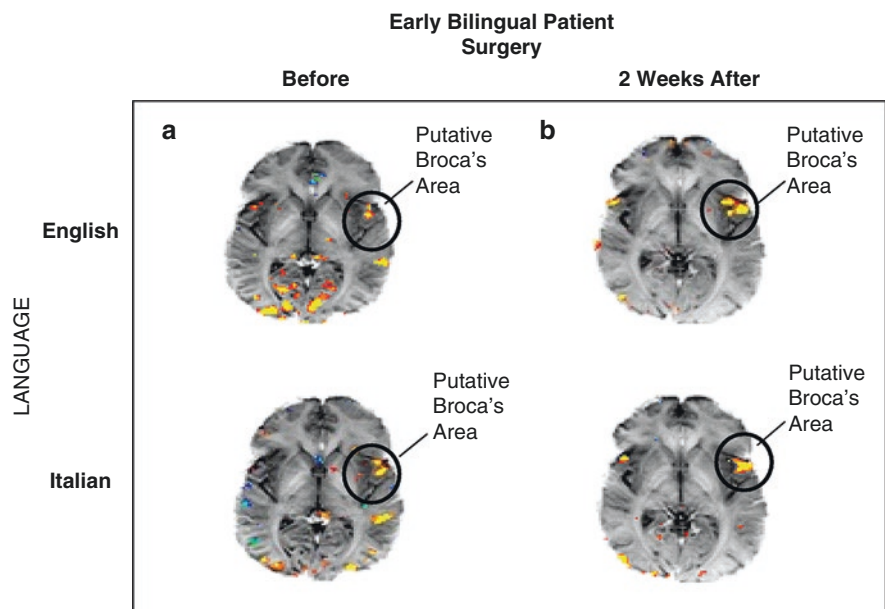 Early Bilingual Patient
Surgery
Before
2 Weeks After
LANGUAGE
English
a
Putative
Broca's
Area
b
Putative
Broca's
Area
Italian
Putative
Broca's
Area
Putative
Broca's
Area